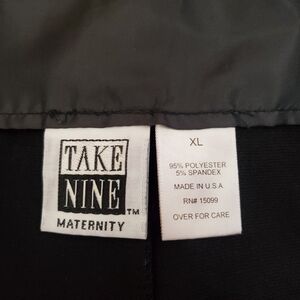 TAKE
NINE
TM
MATERNITY
XL
95% POLYESTER
5% SPANDEX
MADE IN U.S.A
RN# 15099
OVER FOR CARE